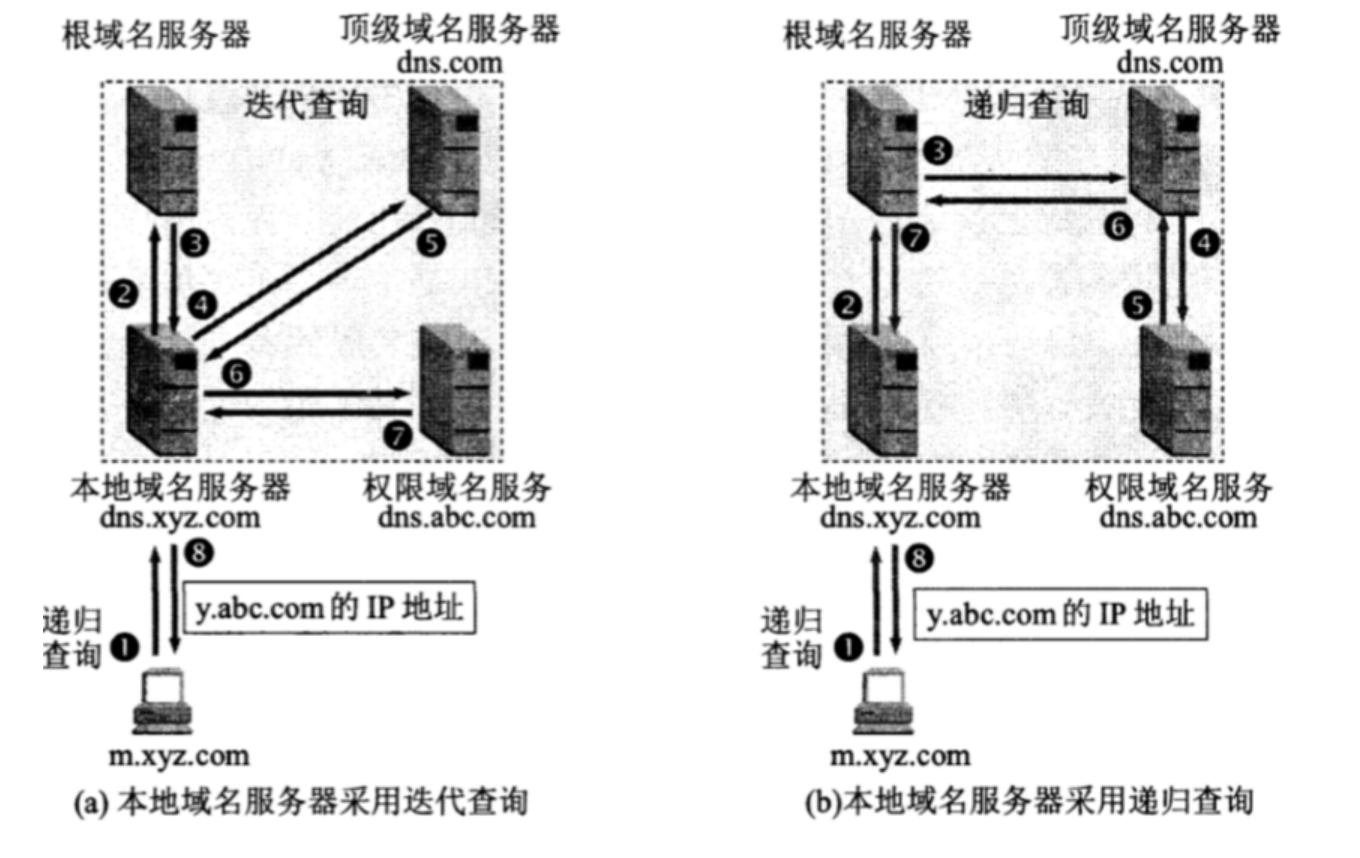 根域名服务器
顶级域名服务器
dns.com
迭代查询
❸
❷
❹
❺
❻
❼
本地域名服务器
dns.xyz.com
权限域名服务
dns.abc.com
❽
y.abc.com 的 IP 地址
递归
查询
❶
m.xyz.com
(a) 本地域名服务器采用迭代查询
根域名服务器
顶级域名服务器
dns.com
递归查询
❸
❻
❼
❹
❷
❺
本地域名服务器
dns.xyz.com
权限域名服务
dns.abc.com
❽
y.abc.com 的 IP 地址
递归
查询
❶
m.xyz.com
(b)本地域名服务器采用递归查询